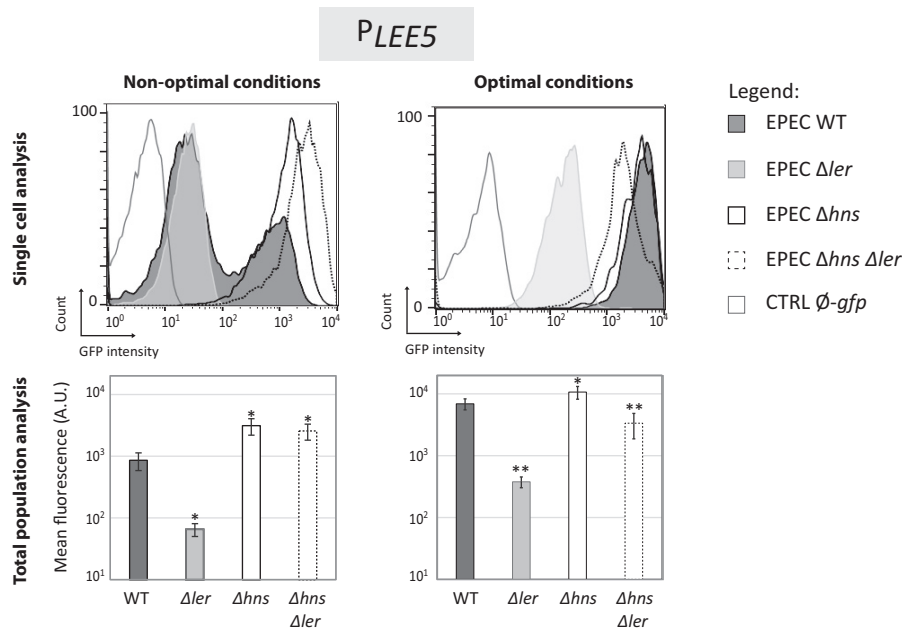 PLEE5
Non-optimal conditions
Optimal conditions
Single cell analysis
100
0
Count
10^0 10^1 10^2 10^3 10^4
GFP intensity
100
0
Count
10^0 10^1 10^2 10^3 10^4
GFP intensity
Legend:
EPEC WT
EPEC Δler
EPEC Δhns
EPEC Δhns Δler
CTRL Ø-gfp
Total population analysis
Mean fluorescence (A.U.)
10^4
10^3
10^2
10^1
*
*
*
WT Δler Δhns Δhns
Δler
10^4
10^3
10^2
10^1
**
*
**
WT Δler Δhns Δhns
Δler